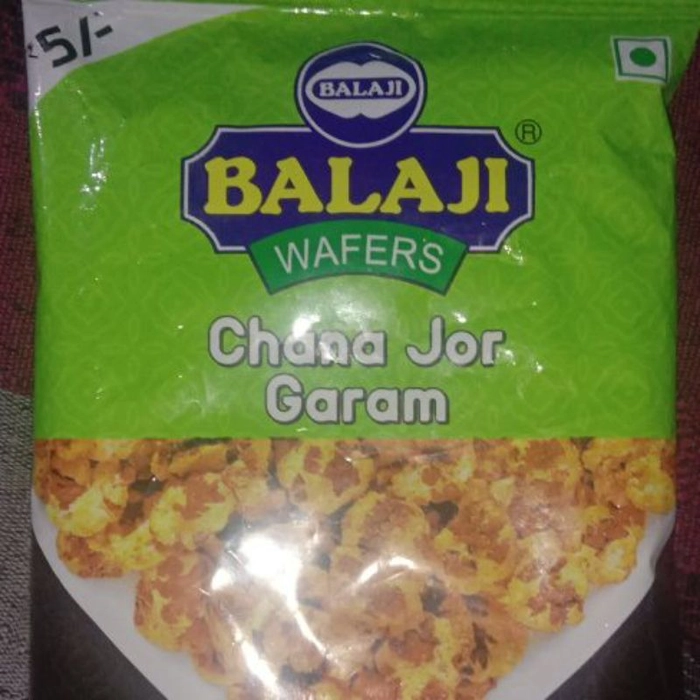 ₹5/-
BALAJI
®
BALAJI
WAFERS
Chana Jor
Garam